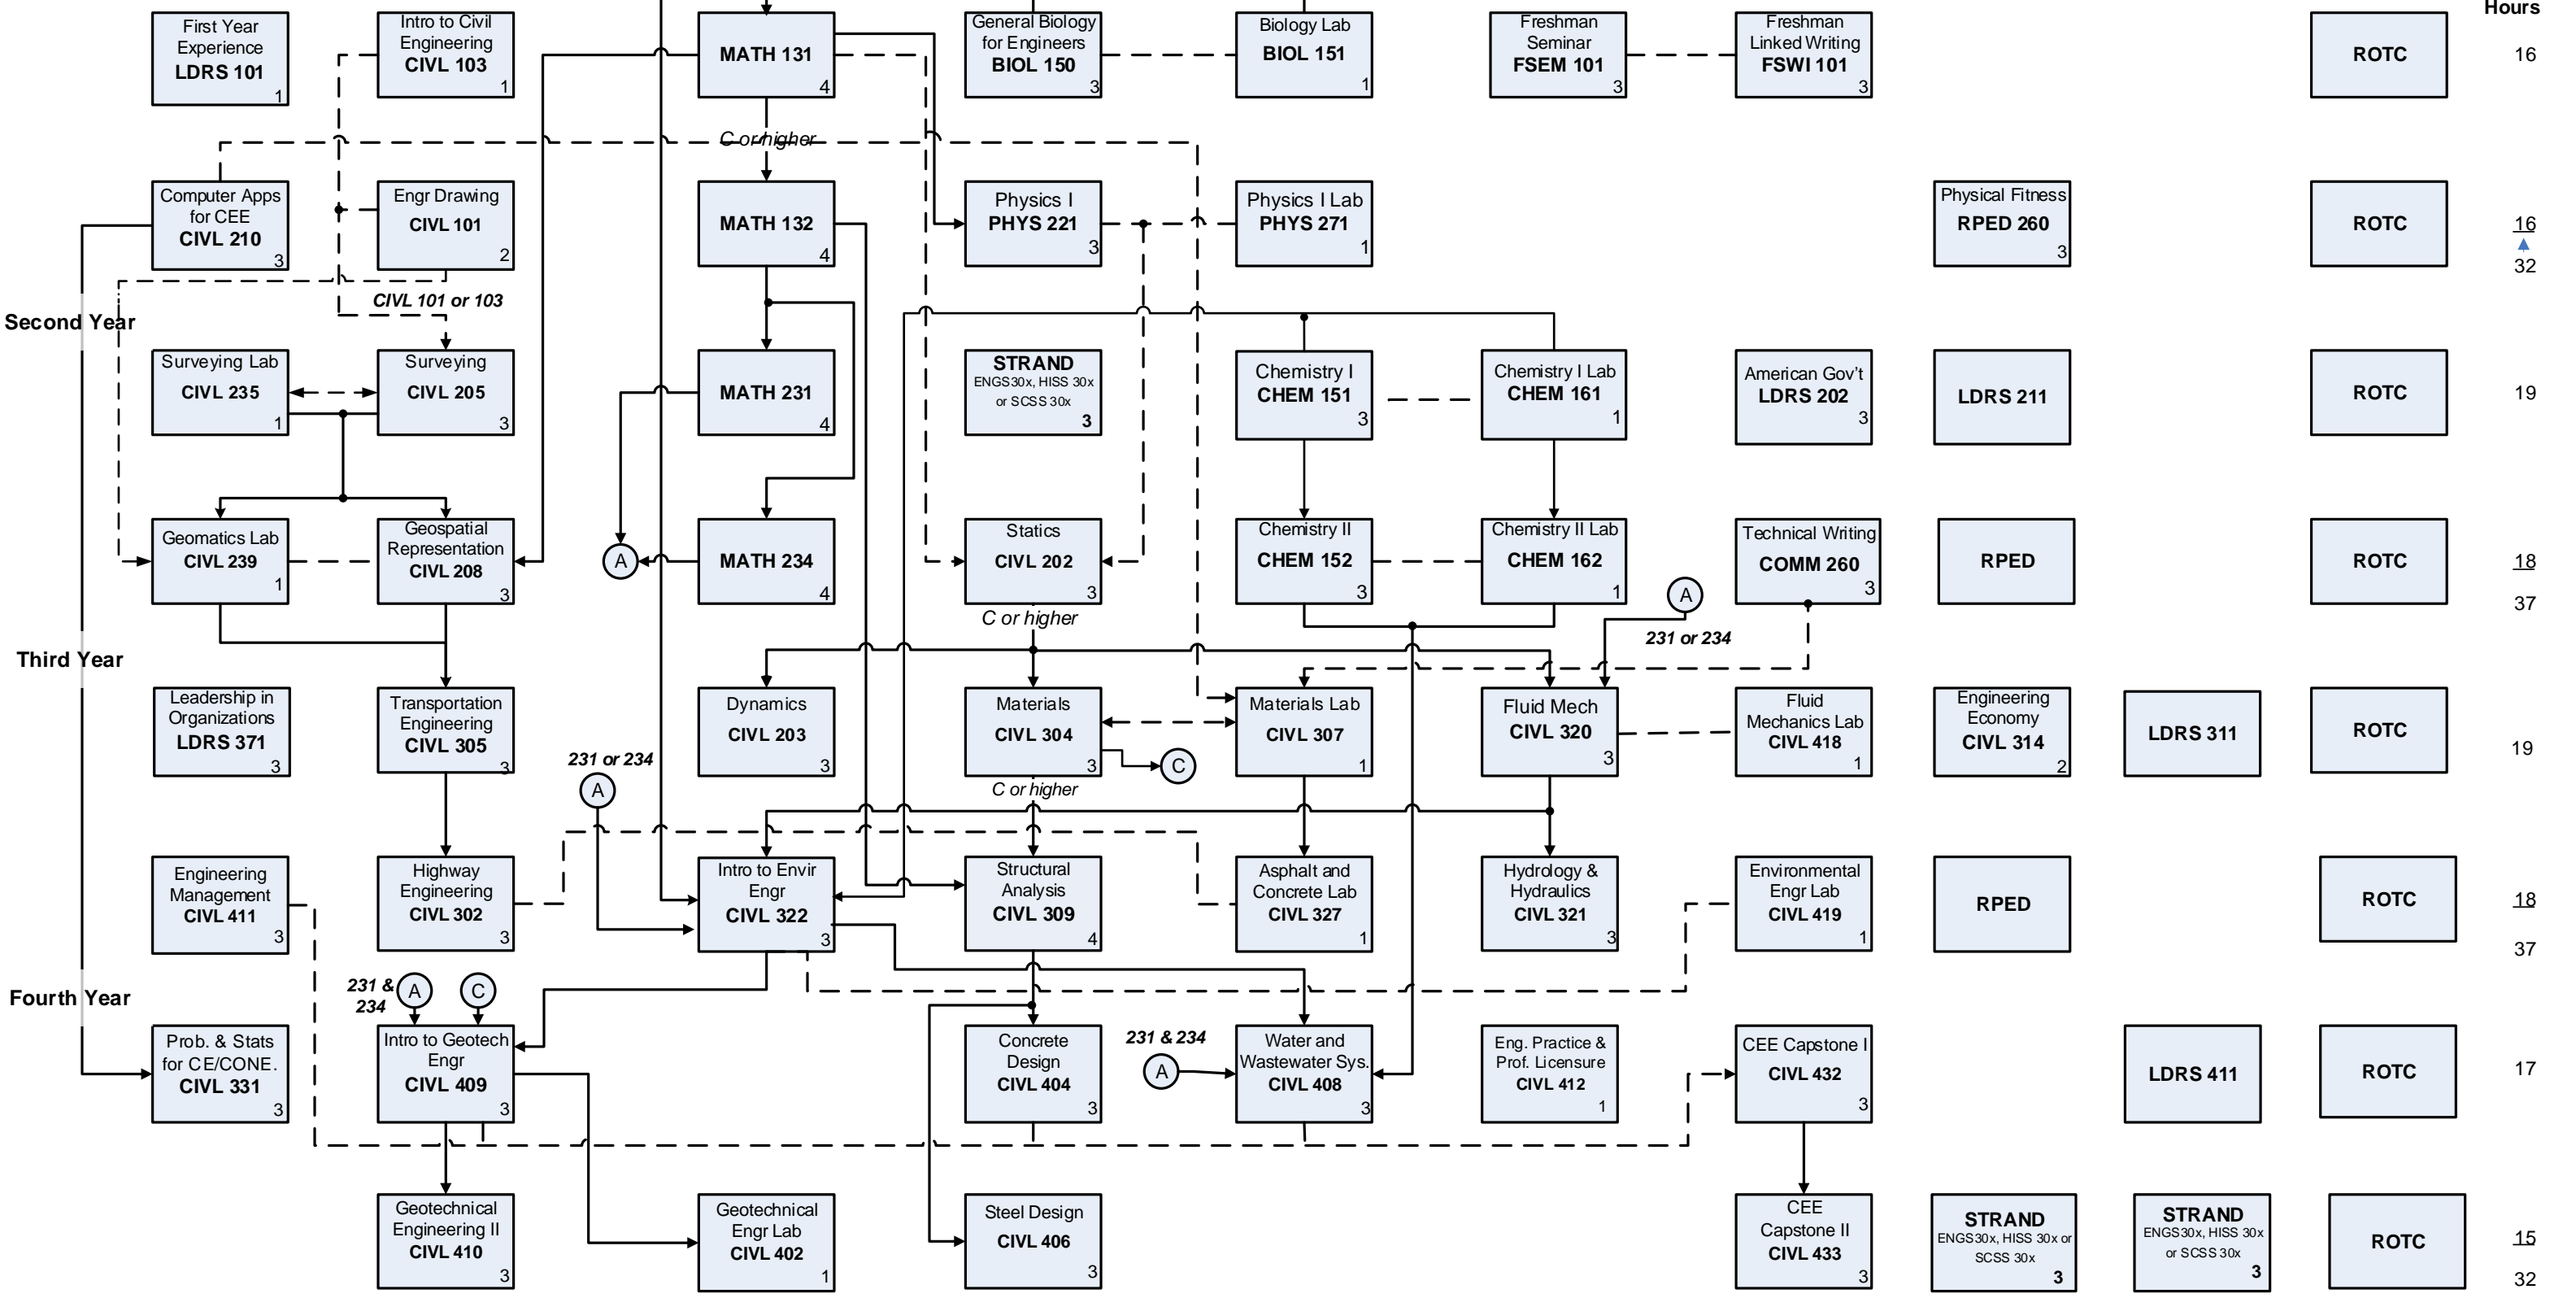 Hours
First Year
Experience
LDRS 101
1
Intro to Civil
Engineering
CIVL 103
1
MATH 131
4
General Biology
for Engineers
BIOL 150
3
Biology Lab
BIOL 151
1
Freshman
Seminar
FSEM 101
3
Freshman
Linked Writing
FSWI 101
3
ROTC
16
C or higher
Computer Apps
for CEE
CIVL 210
3
Engr Drawing
CIVL 101
2
MATH 132
4
Physics I
PHYS 221
3
Physics I Lab
PHYS 271
1
Physical Fitness
RPED 260
3
ROTC
16
32
CIVL 101 or 103
Second Year
Surveying Lab
CIVL 235
1
Surveying
CIVL 205
3
MATH 231
4
STRAND
ENGS30x, HISS 30x
or SCSS 30x
3
Chemistry I
CHEM 151
3
Chemistry I Lab
CHEM 161
1
American Gov't
LDRS 202
3
LDRS 211
ROTC
19
Geomatics Lab
CIVL 239
1
Geospatial
Representation
CIVL 208
3
A
MATH 234
4
Statics
CIVL 202
3
C or higher
Chemistry II
CHEM 152
3
Chemistry II Lab
CHEM 162
1
A
231 or 234
Technical Writing
COMM 260
3
RPED
ROTC
18
37
Third Year
Leadership in
Organizations
LDRS 371
3
Transportation
Engineering
CIVL 305
3
231 or 234
A
Dynamics
CIVL 203
3
Materials
CIVL 304
3
C
C or higher
Materials Lab
CIVL 307
1
Fluid Mech
CIVL 320
3
Fluid
Mechanics Lab
CIVL 418
1
Engineering
Economy
CIVL 314
2
LDRS 311
ROTC
19
Engineering
Management
CIVL 411
3
Highway
Engineering
CIVL 302
3
Intro to Envir
Engr
CIVL 322
3
Structural
Analysis
CIVL 309
4
Asphalt and
Concrete Lab
CIVL 327
1
Hydrology &
Hydraulics
CIVL 321
3
Environmental
Engr Lab
CIVL 419
1
RPED
ROTC
18
37
Fourth Year
231 &
234
A
C
Prob. & Stats
for CE/CONE.
CIVL 331
3
Intro to Geotech
Engr
CIVL 409
3
Concrete
Design
CIVL 404
3
231 & 234
A
Water and
Wastewater Sys.
CIVL 408
3
Eng. Practice &
Prof. Licensure
CIVL 412
1
CEE Capstone I
CIVL 432
3
LDRS 411
ROTC
17
Geotechnical
Engineering II
CIVL 410
3
Geotechnical
Engr Lab
CIVL 402
1
Steel Design
CIVL 406
3
CEE
Capstone II
CIVL 433
3
STRAND
ENGS30x, HISS 30x or
SCSS 30x
3
STRAND
ENGS30x, HISS 30x
or SCSS 30x
3
ROTC
15
32